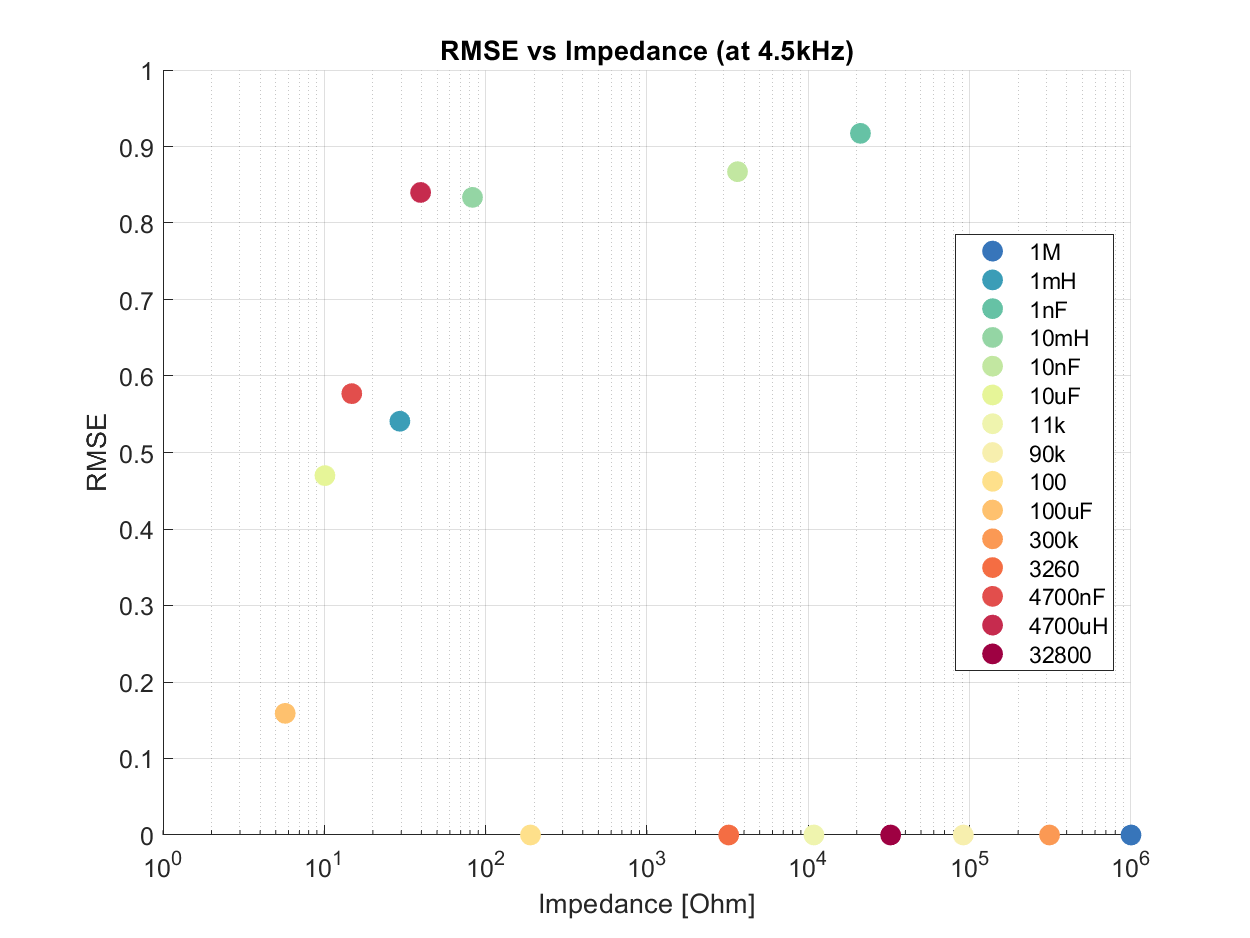 RMSE vs Impedance (at 4.5kHz)
1
0.9
0.8
0.7
0.6
0.5
0.4
0.3
0.2
0.1
0
RMSE
10^0 10^1 10^2 10^3 10^4 10^5 10^6
Impedance [Ohm]
1M
1mH
1nF
10mH
10nF
10uF
11k
90k
100
100uF
300k
3260
4700nF
4700uH
32800